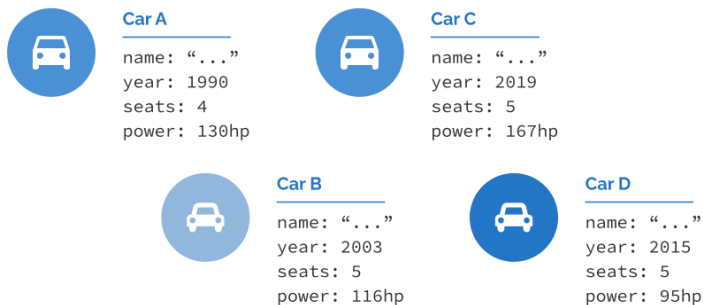 Car A
name: “...”
year: 1990
seats: 4
power: 130hp
Car C
name: “...”
year: 2019
seats: 5
power: 167hp
Car B
name: “...”
year: 2003
seats: 5
power: 116hp
Car D
name: “...”
year: 2015
seats: 5
power: 95hp